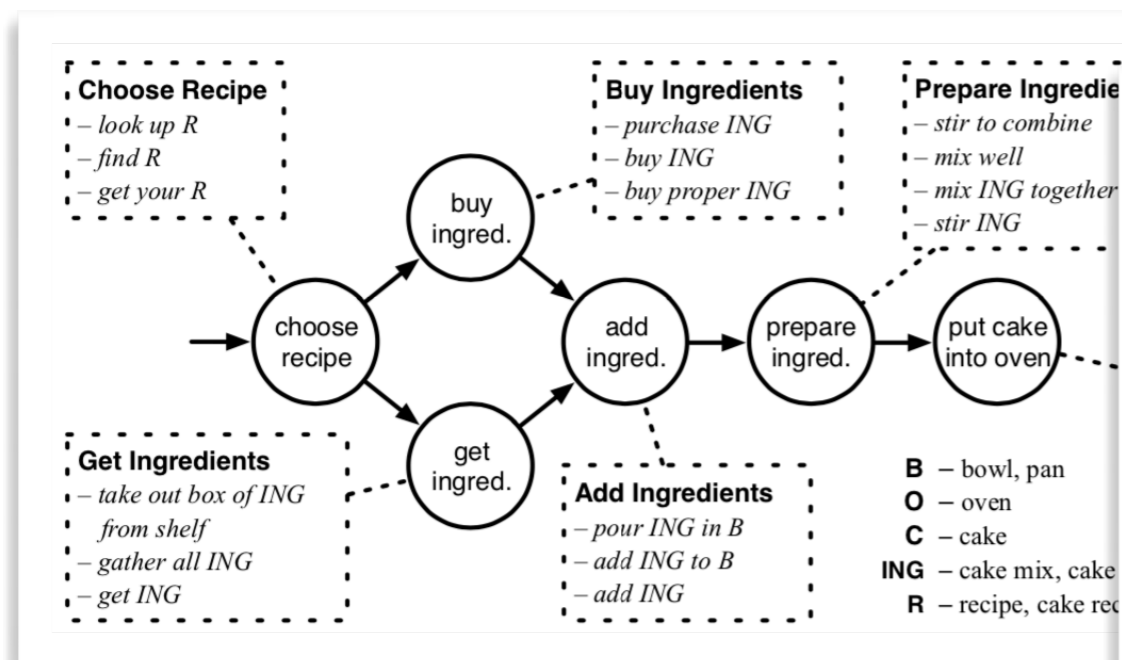 Choose Recipe
– look up R
– find R
– get your R
Buy Ingredients
– purchase ING
– buy ING
– buy proper ING
Prepare Ingredie
– stir to combine
– mix well
– mix ING together
– stir ING
buy
ingred.
choose
recipe
add
ingred.
prepare
ingred.
put cake
into oven
get
ingred.
Get Ingredients
– take out box of ING
from shelf
– gather all ING
– get ING
Add Ingredients
– pour ING in B
– add ING to B
– add ING
B – bowl, pan
O – oven
C – cake
ING – cake mix, cake
R – recipe, cake rec